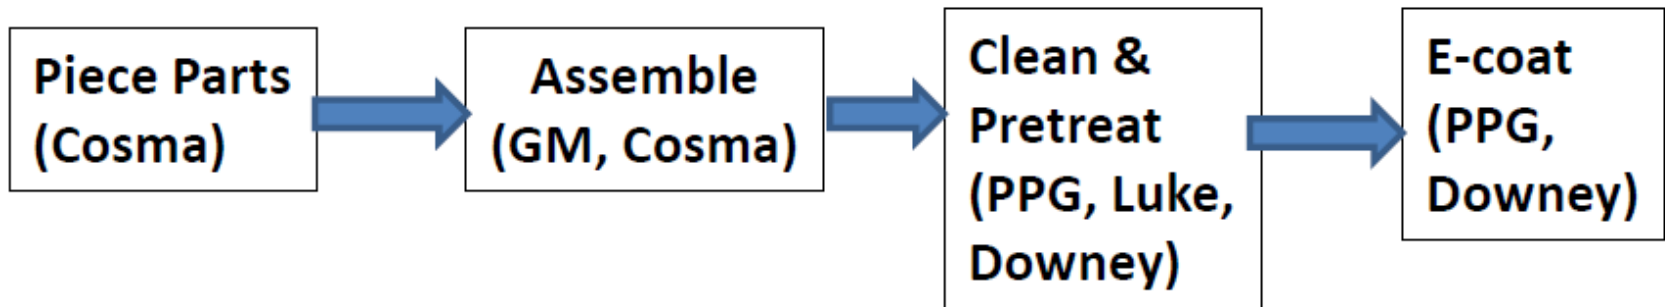 Piece Parts
(Cosma)
Assemble
(GM, Cosma)
Clean &
Pretreat
(PPG, Luke,
Downey)
E-coat
(PPG,
Downey)